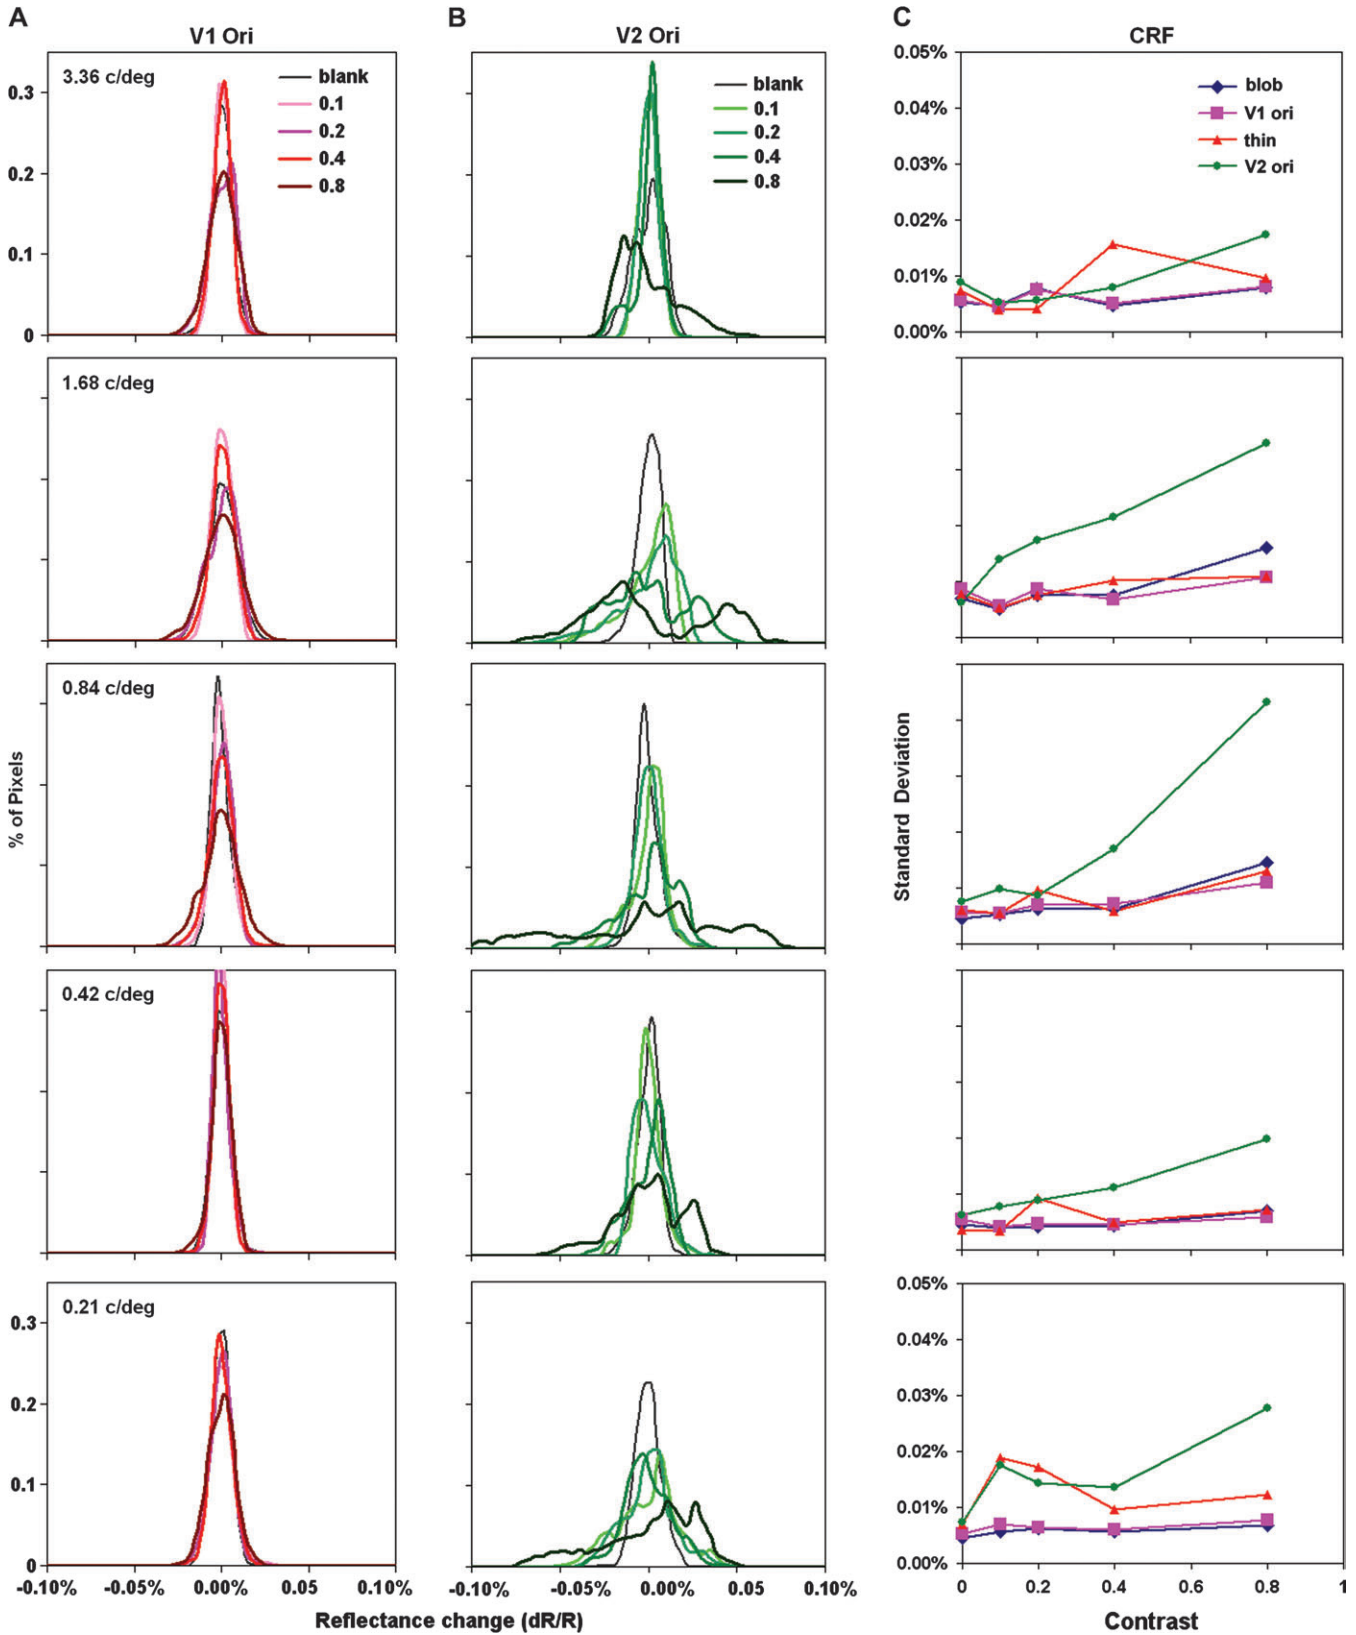 A
B
C
V1 Ori
V2 Ori
CRF
3.36 c/deg
0.3
0.2
0.1
0
blank
0.1
0.2
0.4
0.8
blank
0.1
0.2
0.4
0.8
0.05%
0.04%
0.03%
0.02%
0.01%
0.00%
blob
V1 ori
thin
V2 ori
1.68 c/deg
0.84 c/deg
% of Pixels
Standard Deviation
0.42 c/deg
0.21 c/deg
0.3
0.2
0.1
0
-0.10%
-0.05%
0.00%
0.05
0.10%
-0.10%
-0.05%
0.00%
0.05
0.10%
0.05%
0.04%
0.03%
0.02%
0.01%
0.00%
0
0.2
0.4
0.6
0.8
1
Reflectance change (dR/R)
Contrast